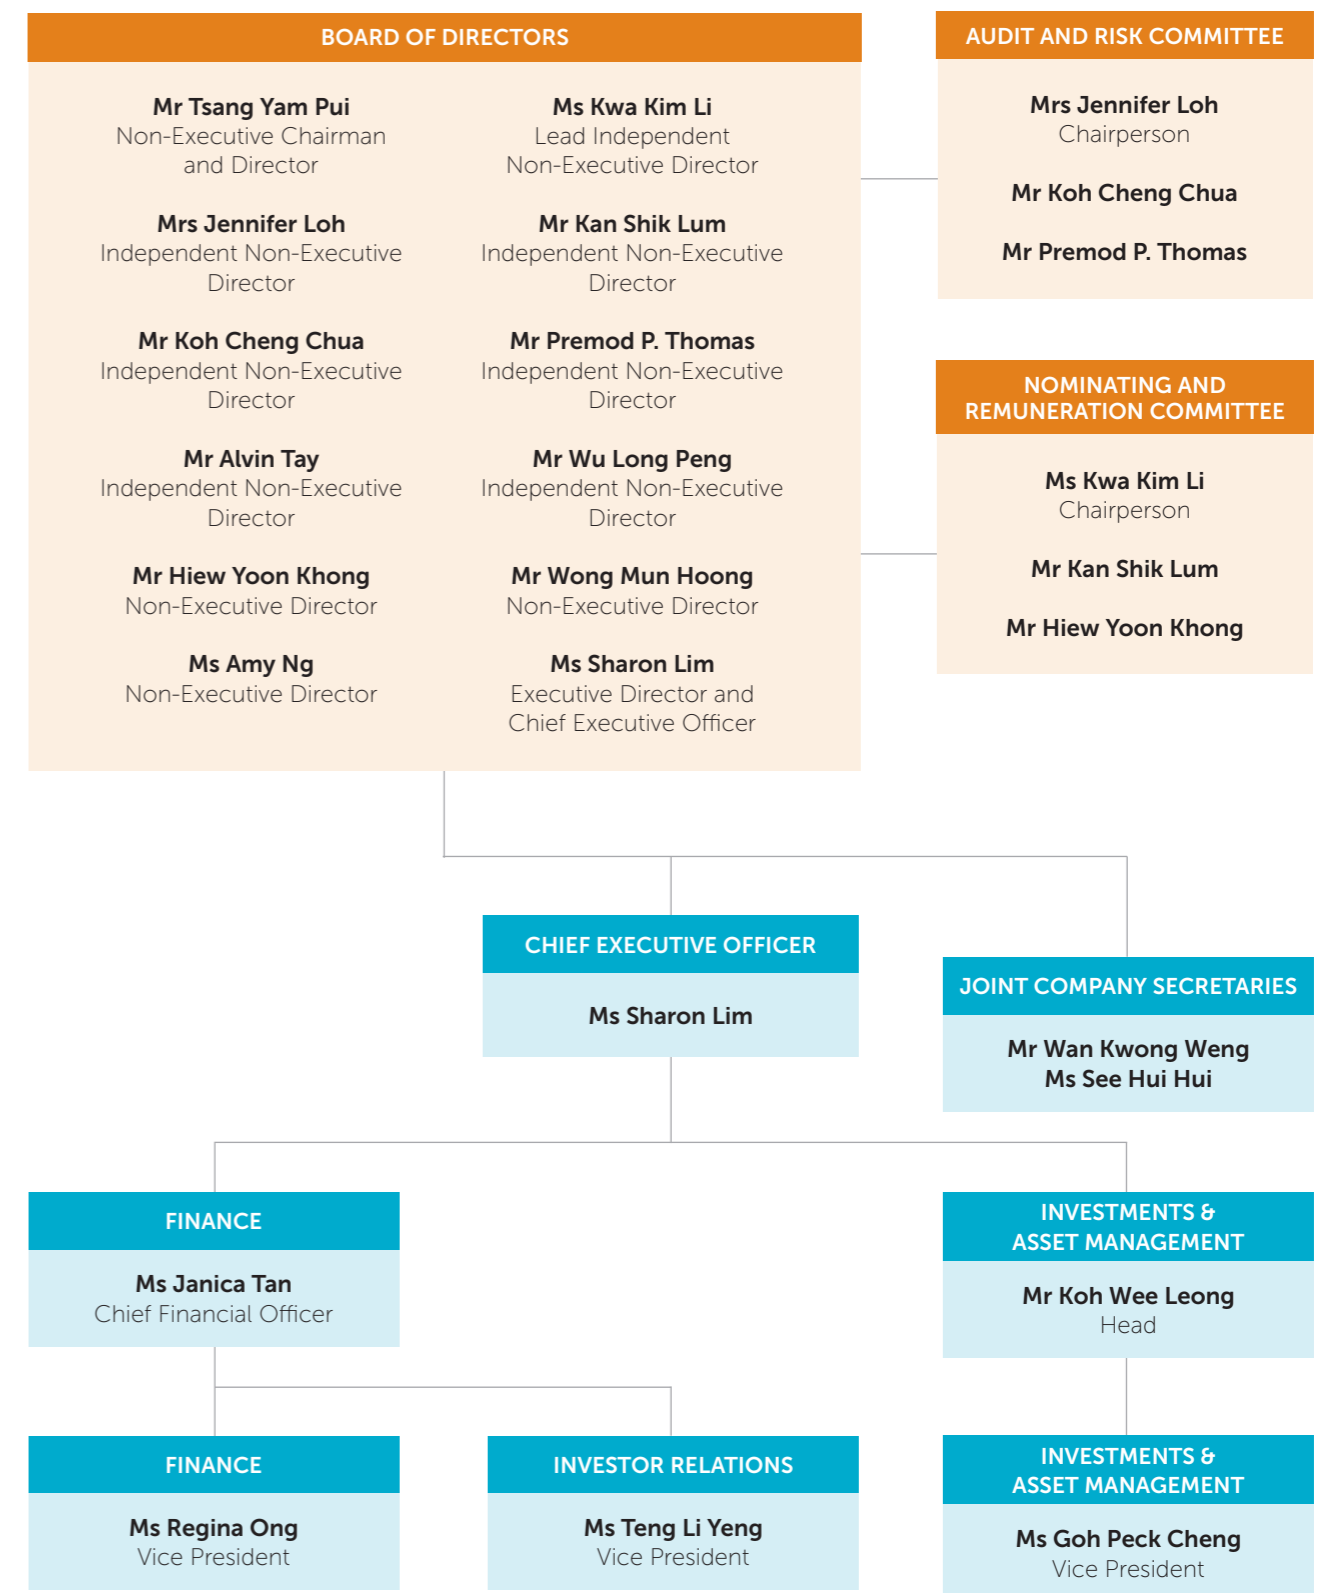 BOARD OF DIRECTORS
Mr Tsang Yam Pui
Non-Executive Chairman
and Director
Ms Kwa Kim Li
Lead Independent
Non-Executive Director
Mrs Jennifer Loh
Independent Non-Executive
Director
Mr Kan Shik Lum
Independent Non-Executive
Director
Mr Koh Cheng Chua
Independent Non-Executive
Director
Mr Premod P. Thomas
Independent Non-Executive
Director
Mr Alvin Tay
Independent Non-Executive
Director
Mr Wu Long Peng
Independent Non-Executive
Director
Mr Hiew Yoon Khong
Non-Executive Director
Mr Wong Mun Hoong
Non-Executive Director
Ms Amy Ng
Non-Executive Director
Ms Sharon Lim
Executive Director and
Chief Executive Officer
AUDIT AND RISK COMMITTEE
Mrs Jennifer Loh
Chairperson
Mr Koh Cheng Chua
Mr Premod P. Thomas
NOMINATING AND
REMUNERATION COMMITTEE
Ms Kwa Kim Li
Chairperson
Mr Kan Shik Lum
Mr Hiew Yoon Khong
CHIEF EXECUTIVE OFFICER
Ms Sharon Lim
JOINT COMPANY SECRETARIES
Mr Wan Kwong Weng
Ms See Hui Hui
FINANCE
Ms Janica Tan
Chief Financial Officer
INVESTMENTS &
ASSET MANAGEMENT
Mr Koh Wee Leong
Head
FINANCE
Ms Regina Ong
Vice President
INVESTOR RELATIONS
Ms Teng Li Yeng
Vice President
INVESTMENTS &
ASSET MANAGEMENT
Ms Goh Peck Cheng
Vice President